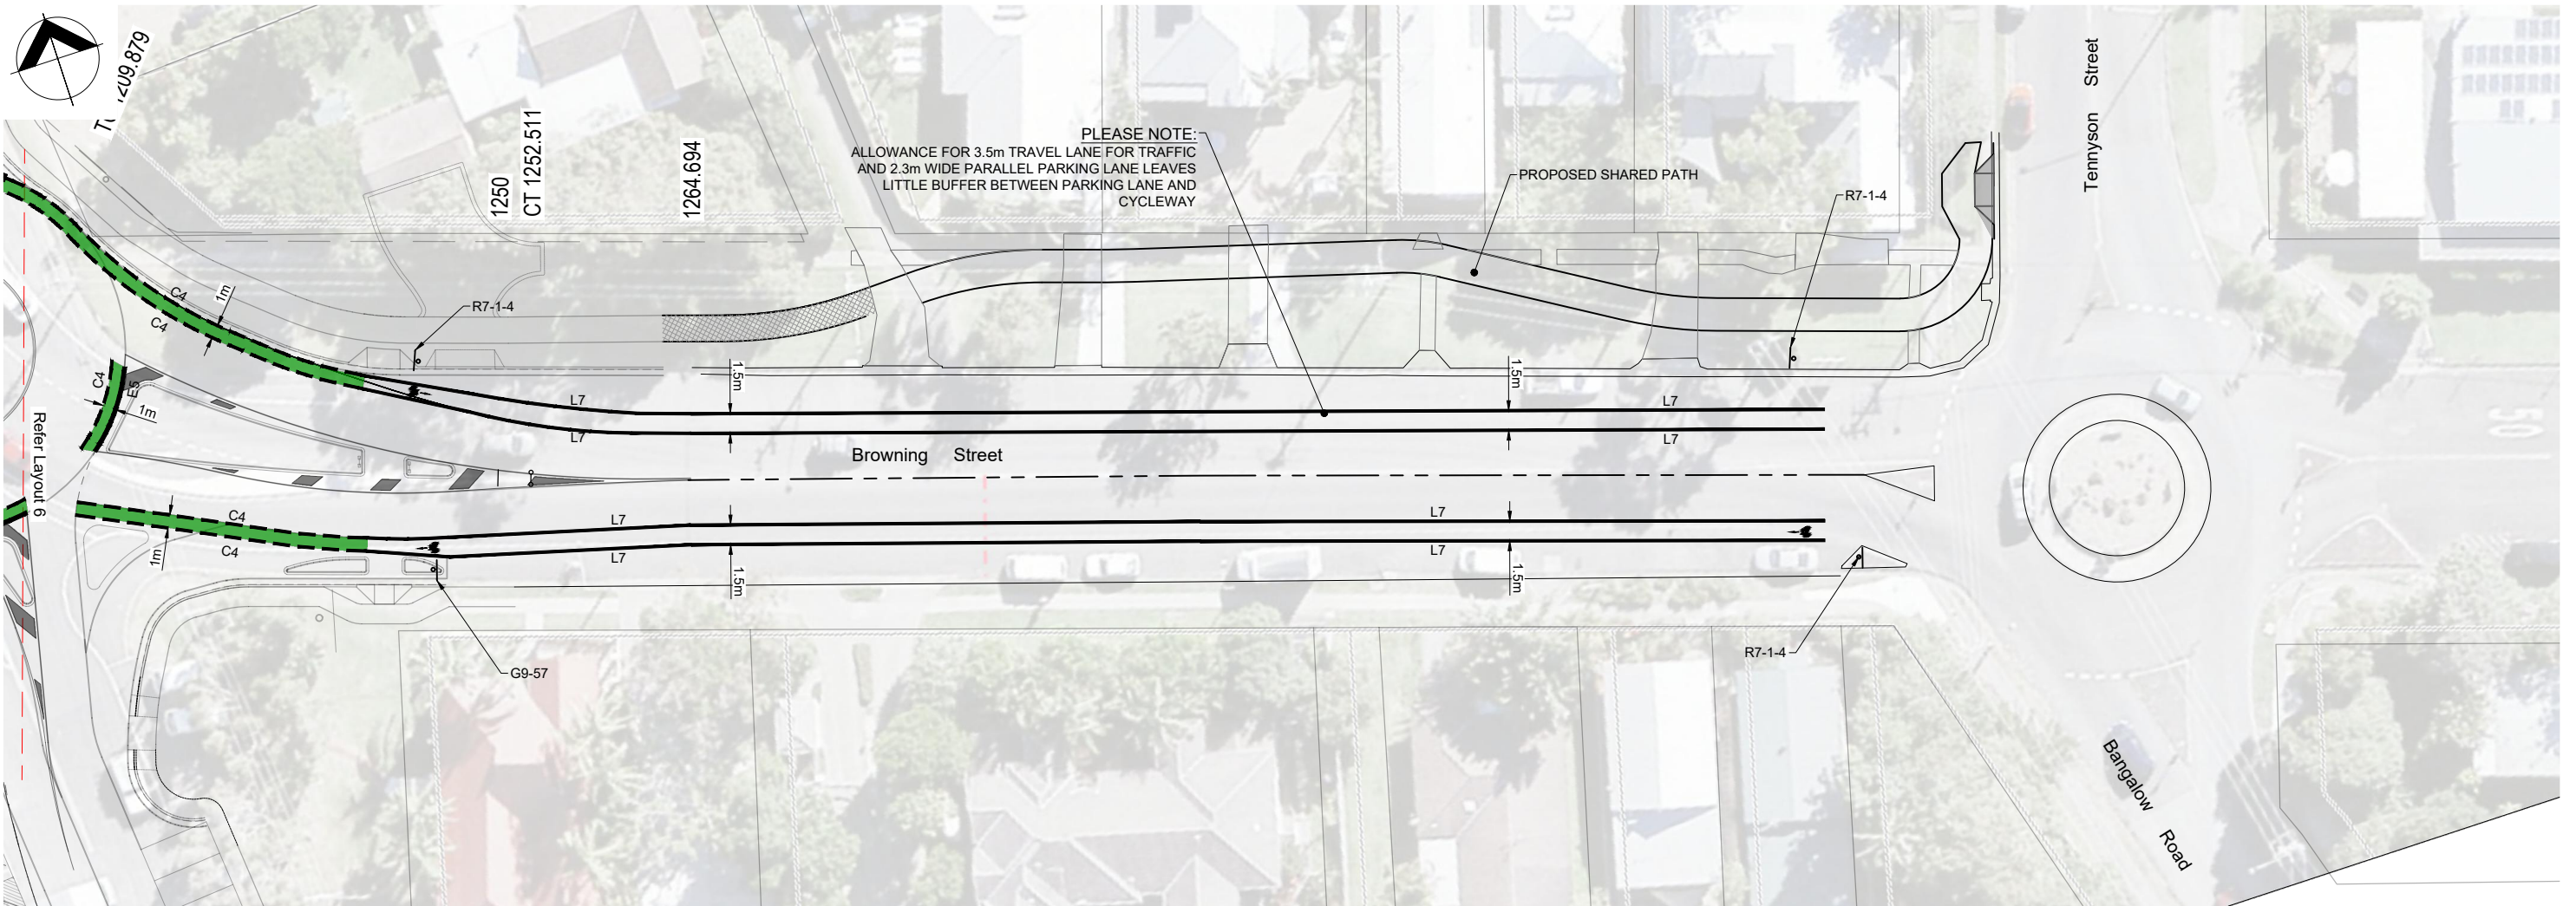 1209.879
1250
CT 1252.511
1264.694
PLEASE NOTE:
ALLOWANCE FOR 3.5m TRAVEL LANE FOR TRAFFIC
AND 2.3m WIDE PARALLEL PARKING LANE LEAVES
LITTLE BUFFER BETWEEN PARKING LANE AND
CYCLEWAY
PROPOSED SHARED PATH
R7-1-4
Tennyson Street
C4
1m
C4
R7-1-4
1.5m
1.5m
L7
L7
L7
L7
C4
E5
1m
Refer Layout 6
Browning Street
50
C4
C4
1m
L7
L7
L7
L7
1.5m
1.5m
G9-57
R7-1-4
Bangalow Road